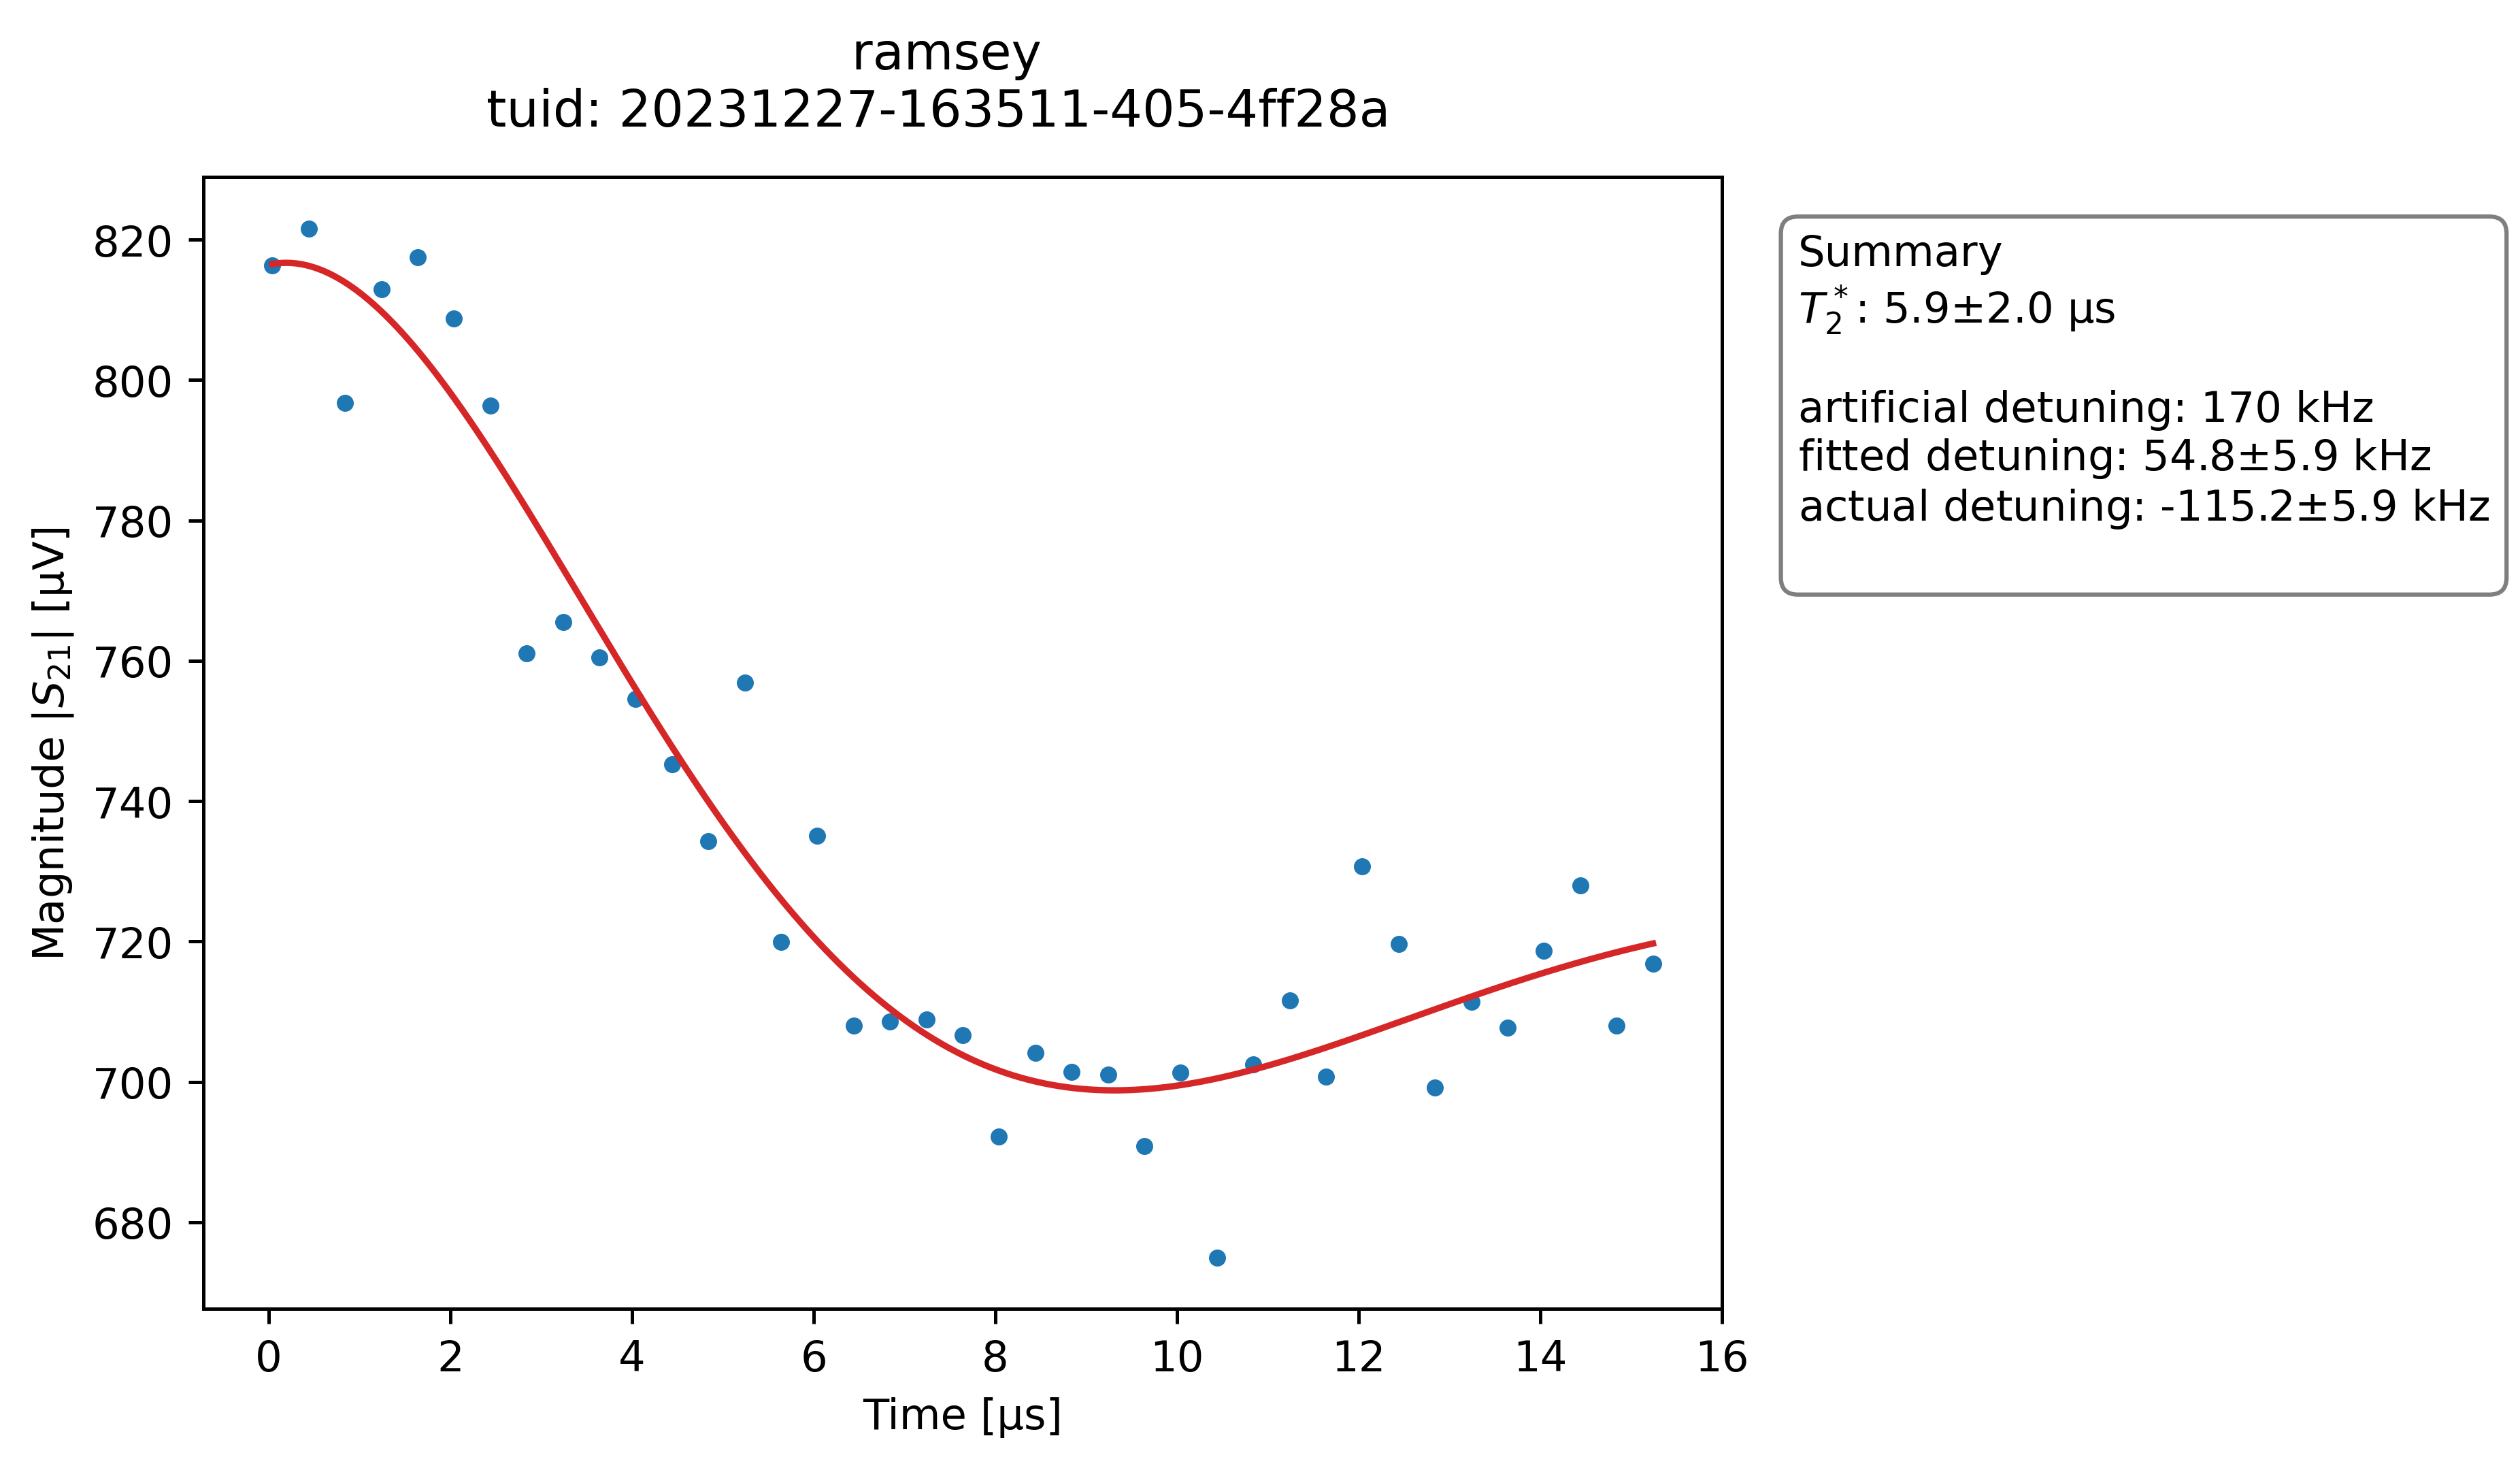 ramsey
tuid: 20231227-163511-405-4ff28a
Magnitude |S21| [µV]
820
800
780
760
740
720
700
680
0 2 4 6 8 10 12 14 16
Time [µs]
Summary
T2*: 5.9±2.0 µs
artificial detuning: 170 kHz
fitted detuning: 54.8±5.9 kHz
actual detuning: -115.2±5.9 kHz